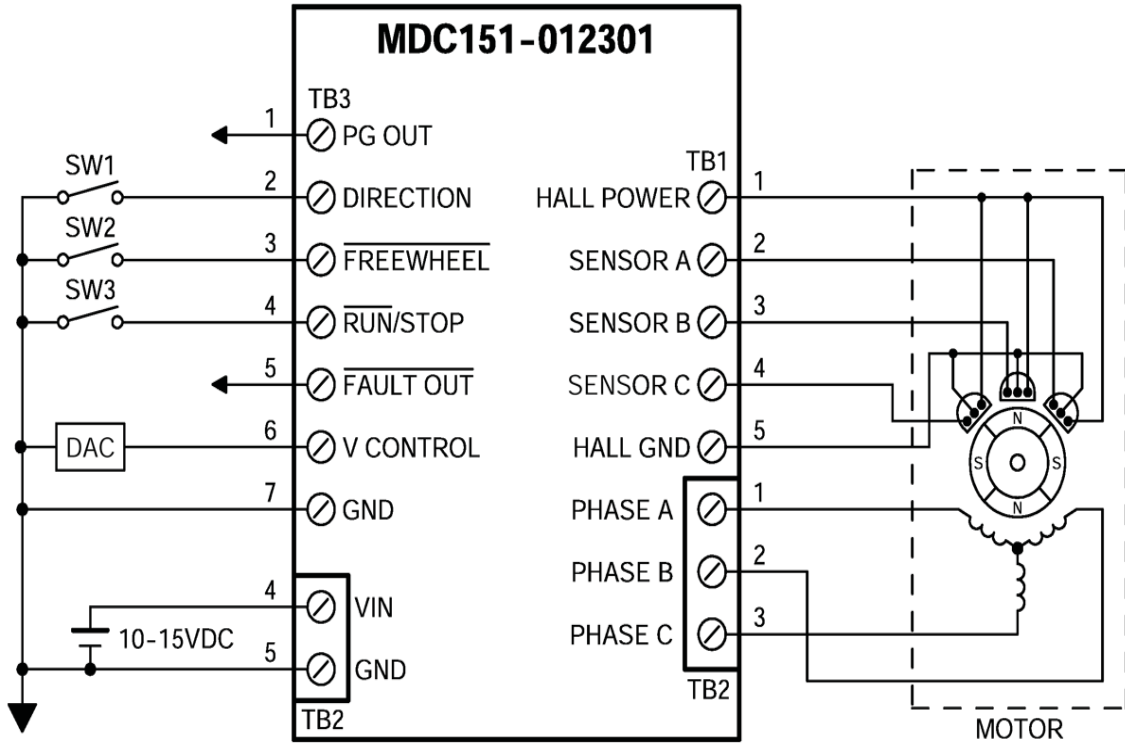 MDC151-012301
TB3
1 PG OUT
SW1
2 DIRECTION
SW2
3 FREEWHEEL
SW3
4 RUN/STOP
5 FAULT OUT
DAC
6 V CONTROL
7 GND
4 VIN
10-15VDC
5 GND
TB2
TB1
HALL POWER 1
SENSOR A 2
SENSOR B 3
SENSOR C 4
HALL GND 5
PHASE A 1
PHASE B 2
PHASE C 3
TB2
N
S
S
N
MOTOR